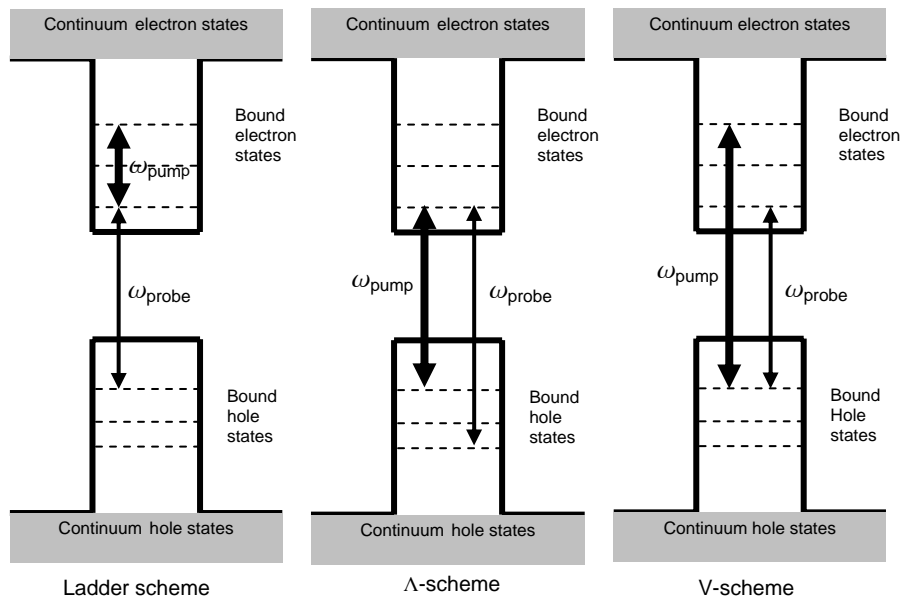 Continuum electron states
Bound
electron
states
ωpump
ωprobe
Bound
hole
states
Continuum hole states
Ladder scheme
Continuum electron states
Bound
electron
states
ωpump
ωprobe
Bound
hole
states
Continuum hole states
Λ-scheme
Continuum electron states
Bound
electron
states
ωpump
ωprobe
Bound
Hole
states
Continuum hole states
V-scheme